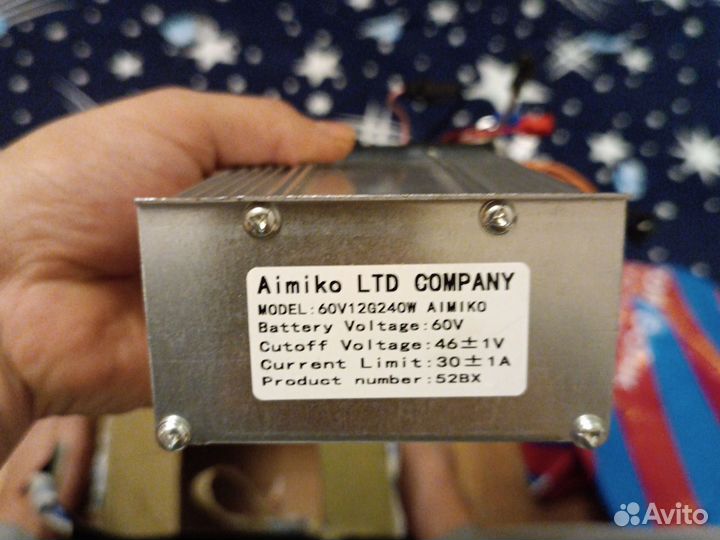 Aimiko LTD COMPANY
MODEL:60V12G240W AIMIKO
Battery Voltage:60V
Cutoff Voltage:46±1V
Current Limit:30±1A
Product number:52BX
Avito